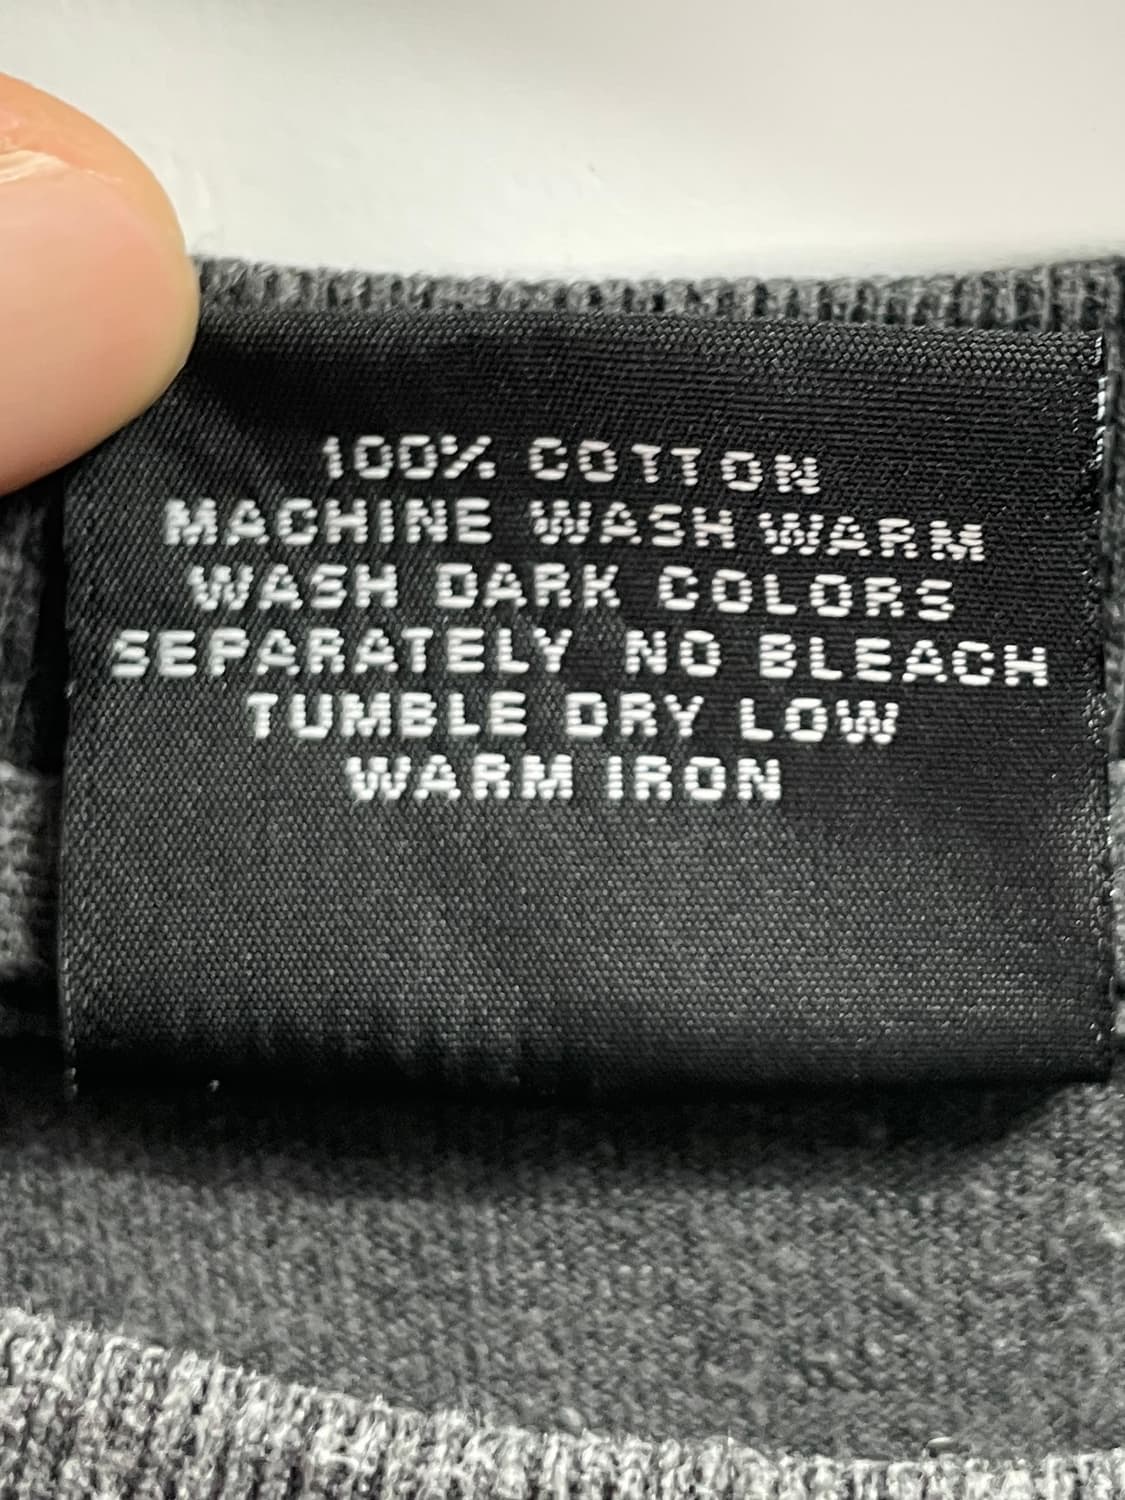 100% COTTON
MACHINE WASH WARM
WASH DARK COLORS
SEPARATELY NO BLEACH
TUMBLE DRY LOW
WARM IRON